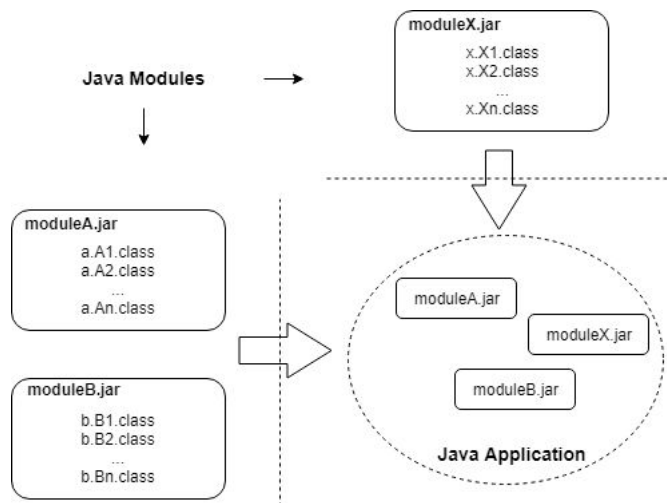 moduleX.jar
x.X1.class
x.X2.class
...
x.Xn.class
Java Modules
moduleA.jar
a.A1.class
a.A2.class
...
a.An.class
moduleB.jar
b.B1.class
b.B2.class
...
b.Bn.class
moduleA.jar
moduleX.jar
moduleB.jar
Java Application